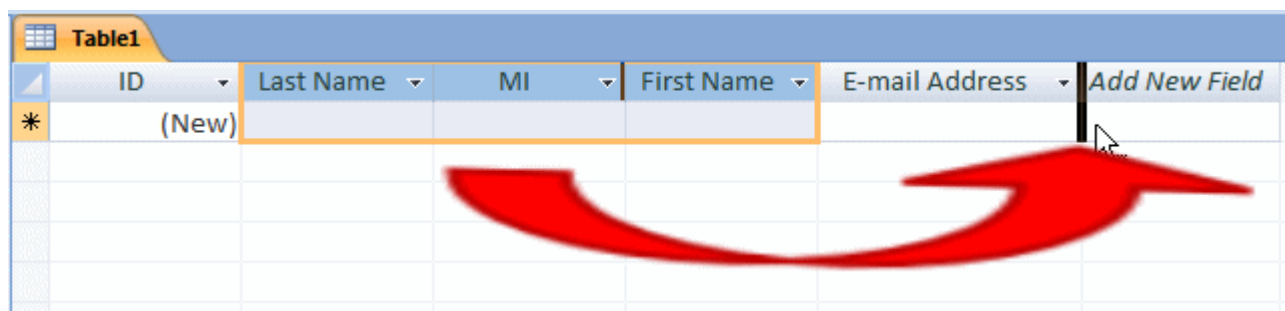 Table1
ID Last Name MI First Name E-mail Address Add New Field
(New)